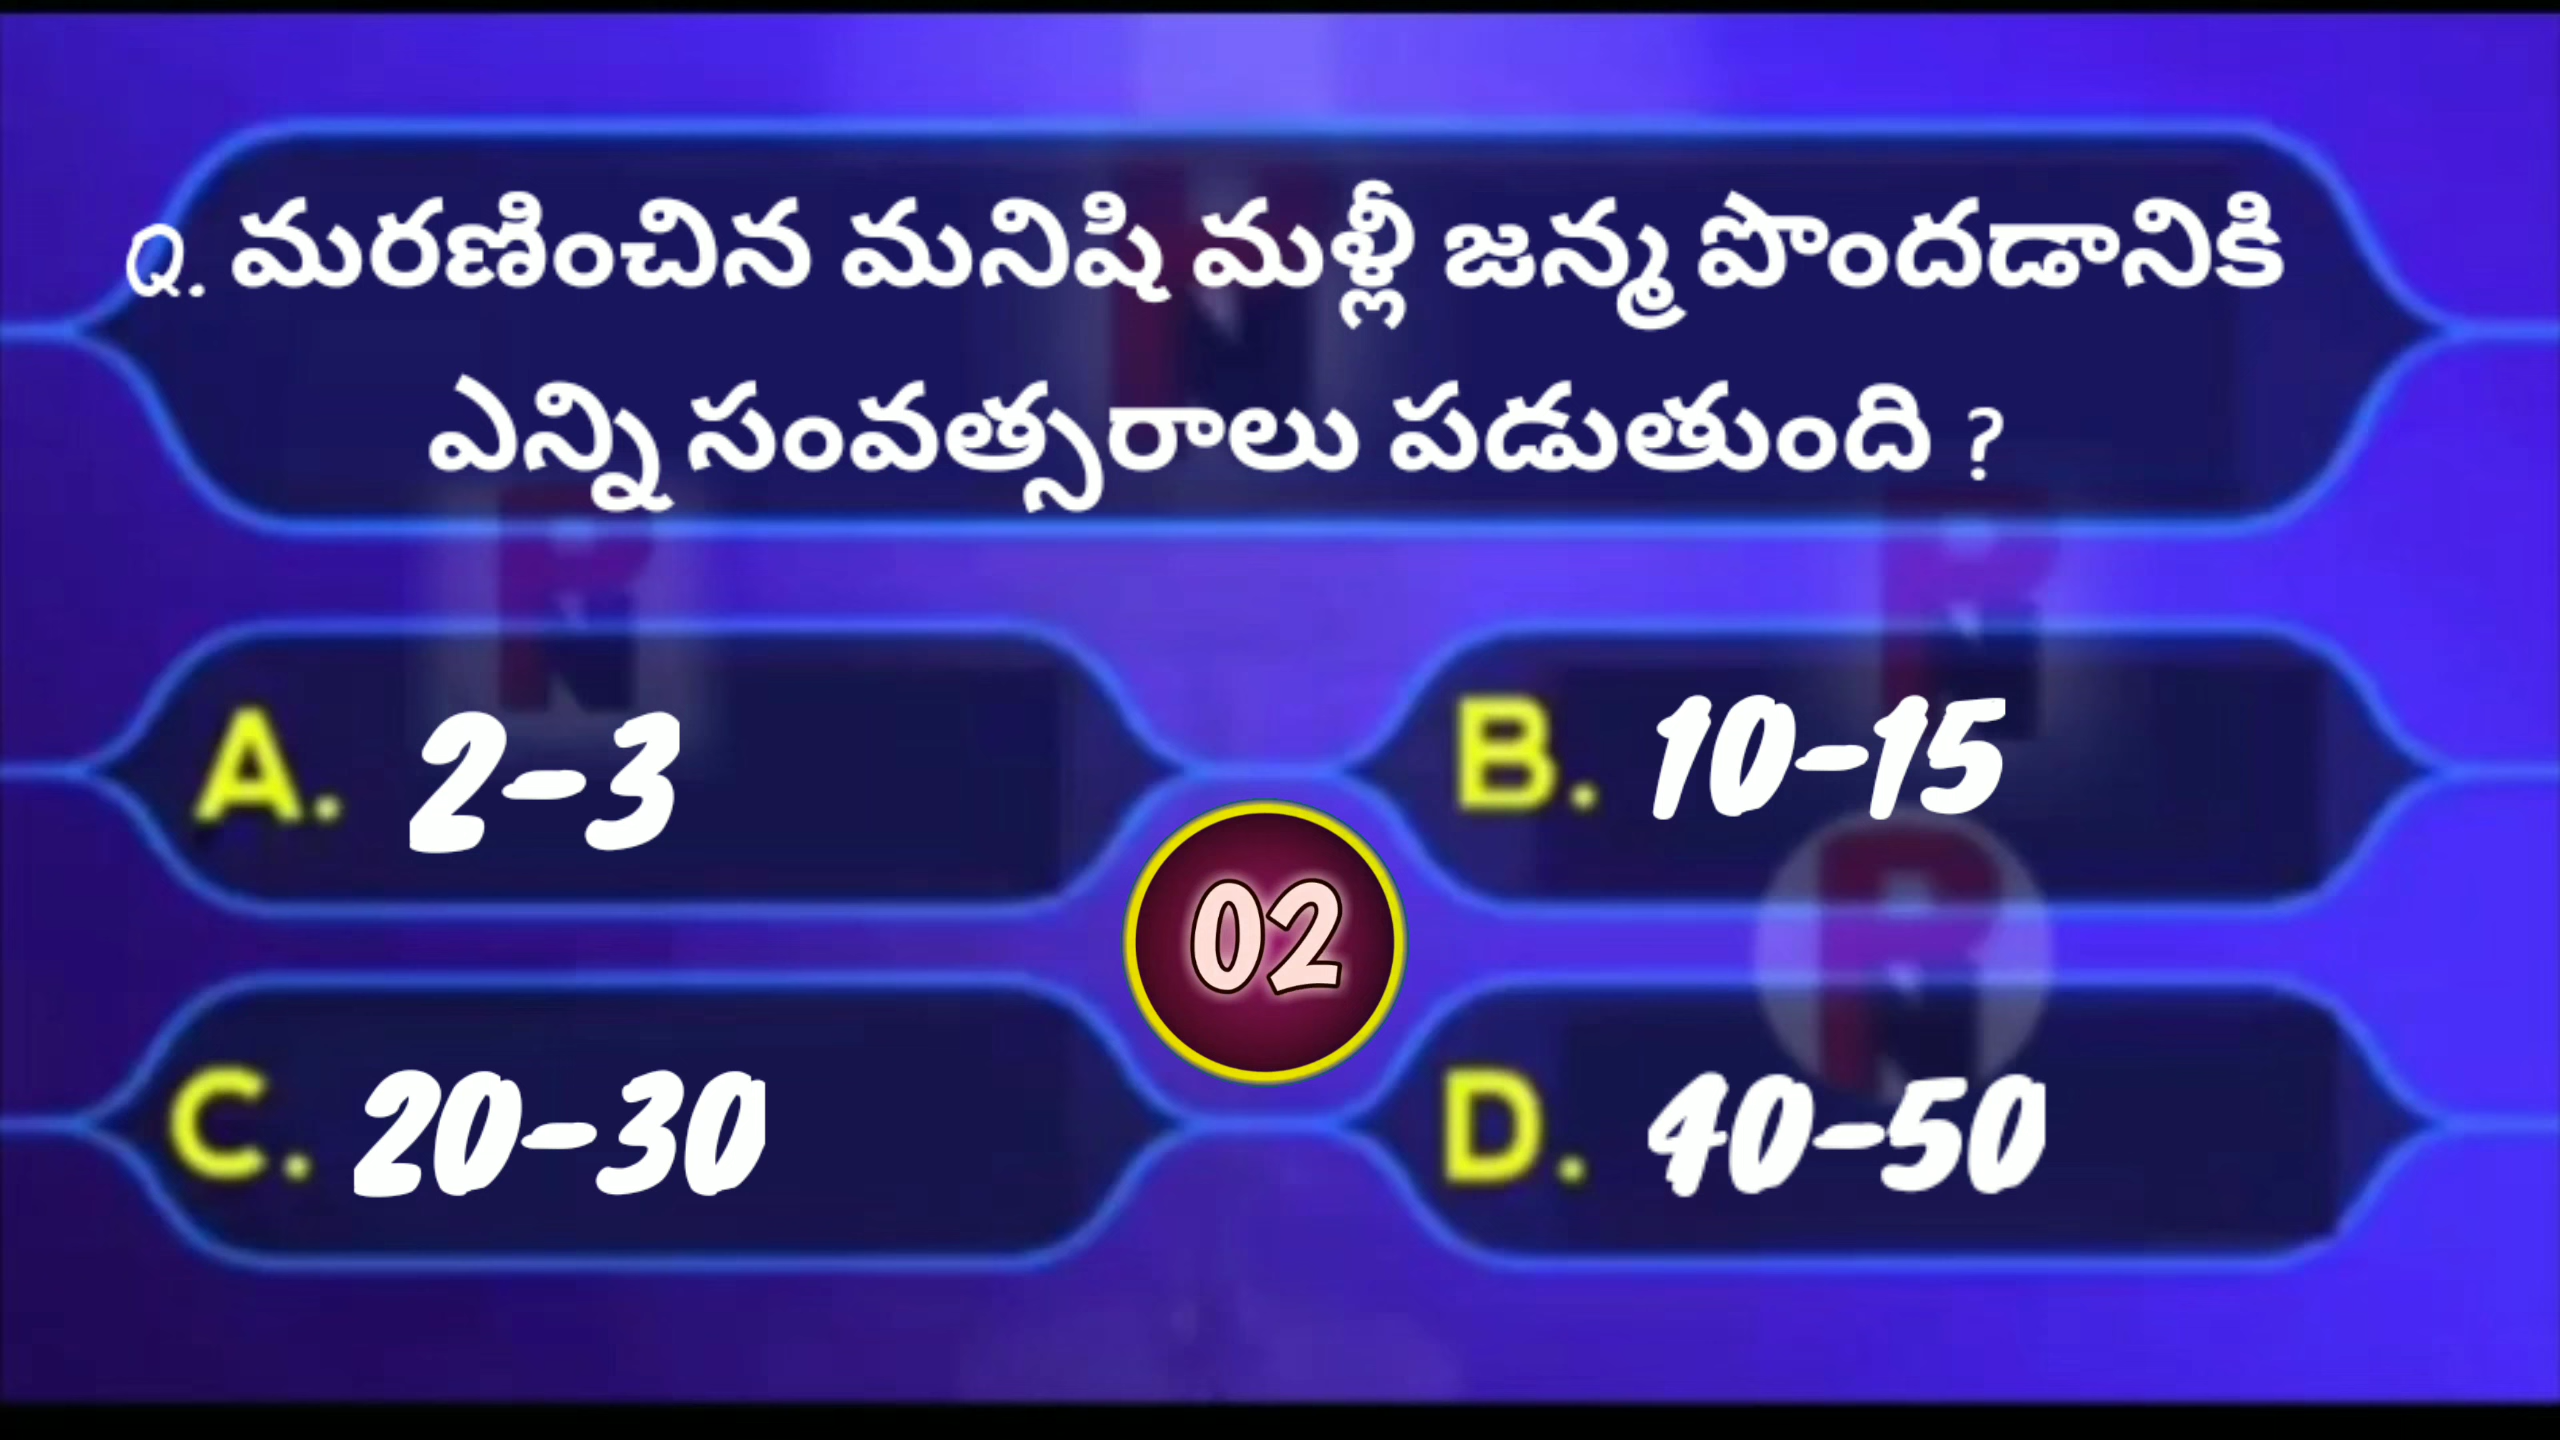 Q. మరణించిన మనిషి మళ్లీ జన్మ పొందడానికి
ఎన్ని సంవత్సరాలు పడుతుంది ?
A. 2-3
B. 10-15
02
C. 20-30
D. 40-50